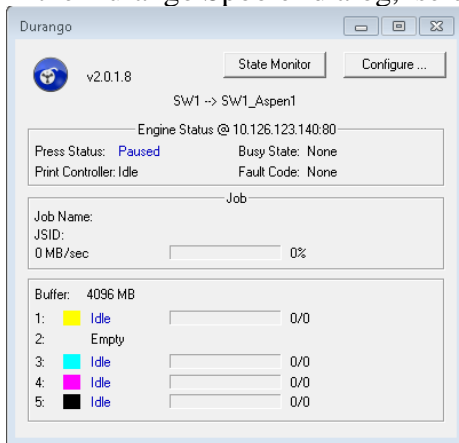 Durango
v2.0.1.8
State Monitor
Configure ...
SW1 --> SW1_Aspen1
Engine Status @ 10.126.123.140:80
Press Status: Paused Busy State: None
Print Controller: Idle Fault Code: None
Job
Job Name:
JSID:
0 MB/sec 0%
Buffer: 4096 MB
1: Idle 0/0
2: Empty
3: Idle 0/0
4: Idle 0/0
5: Idle 0/0